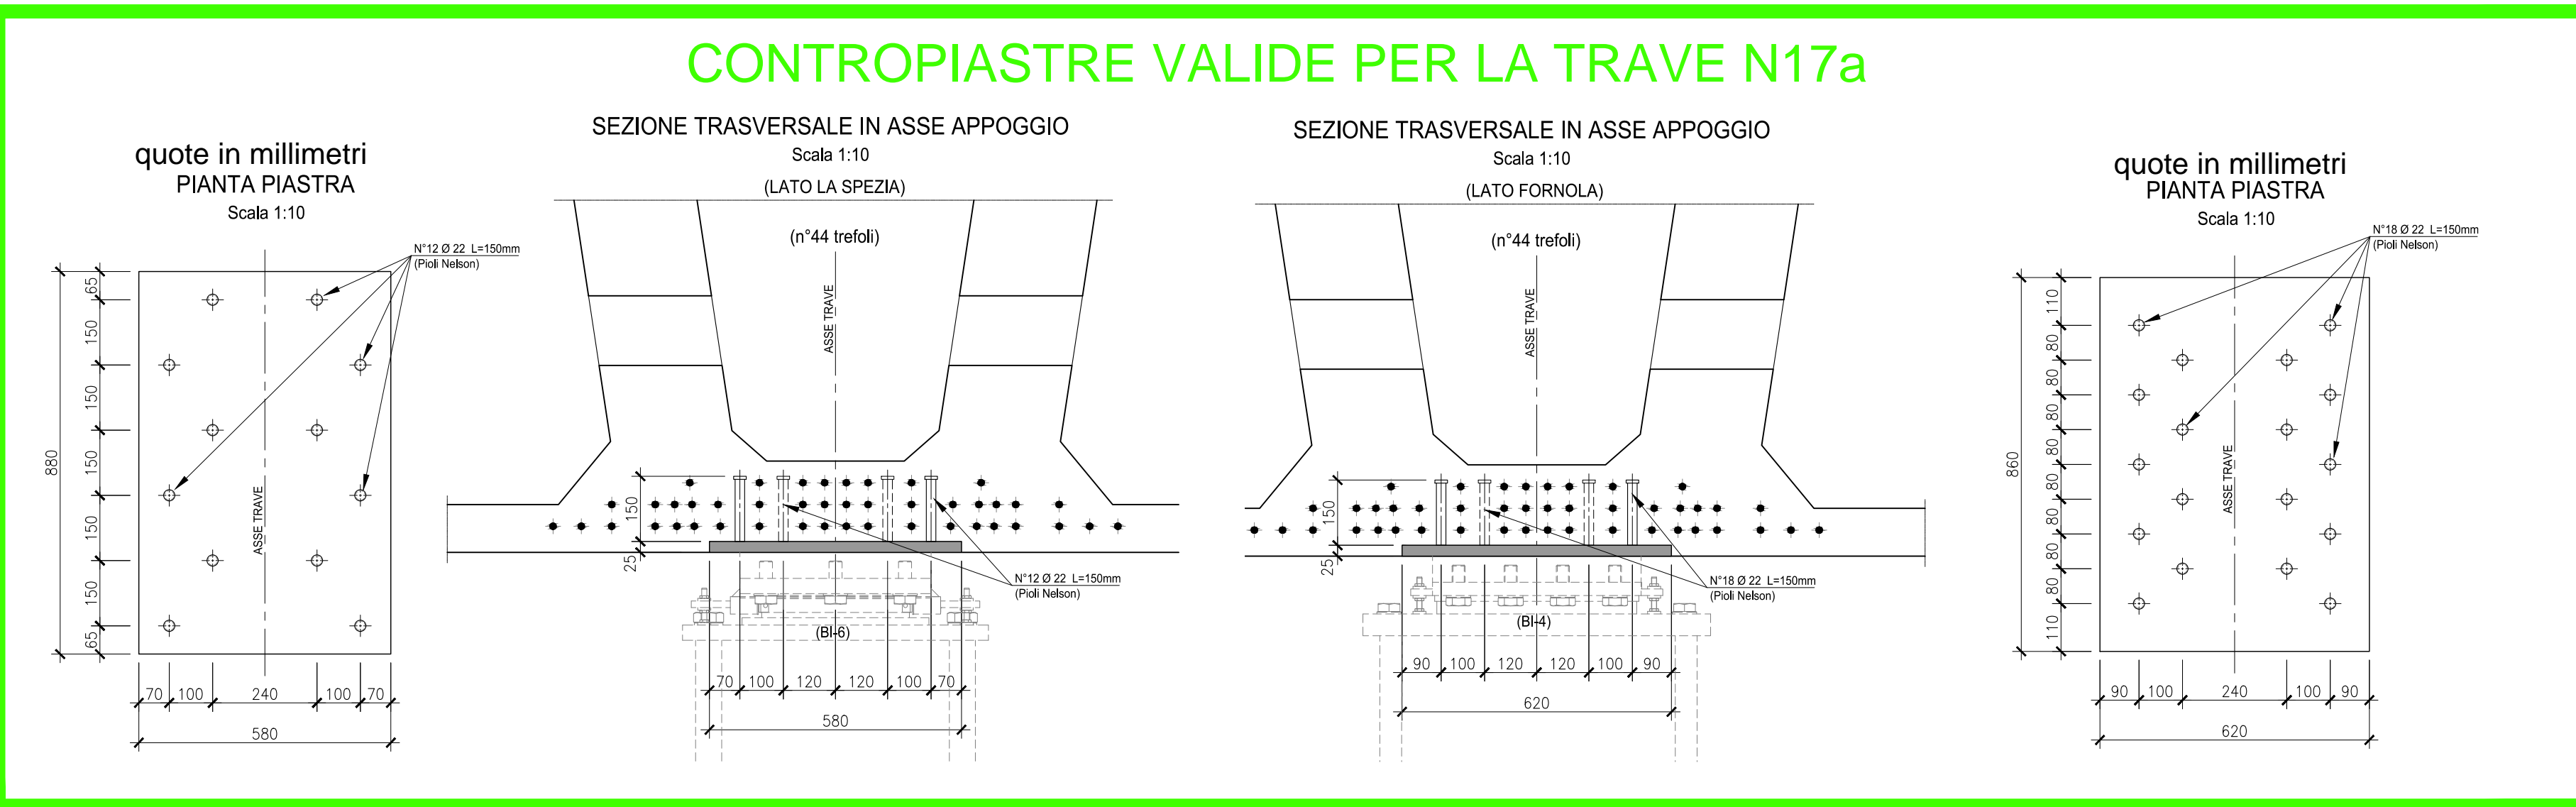 CONTROPIASTRE VALIDE PER LA TRAVE N17a
quote in millimetri
PIANTA PIASTRA
Scala 1:10
N°12 Ø 22 L=150mm
(Pioli Nelson)
65
150
150
150
150
150
65
880
ASSE TRAVE
70
100
240
100
70
580
SEZIONE TRASVERSALE IN ASSE APPOGGIO
Scala 1:10
(LATO LA SPEZIA)
(n°44 trefoli)
ASSE TRAVE
150
25
N°12 Ø 22 L=150mm
(Pioli Nelson)
(BI-6)
70
100
120
120
100
70
580
SEZIONE TRASVERSALE IN ASSE APPOGGIO
Scala 1:10
(LATO FORNOLA)
(n°44 trefoli)
ASSE TRAVE
150
25
N°18 Ø 22 L=150mm
(Pioli Nelson)
(BI-4)
90
100
120
120
100
90
620
quote in millimetri
PIANTA PIASTRA
Scala 1:10
N°18 Ø 22 L=150mm
(Pioli Nelson)
110
80
80
80
80
80
80
80
80
110
860
ASSE TRAVE
90
100
240
100
90
620